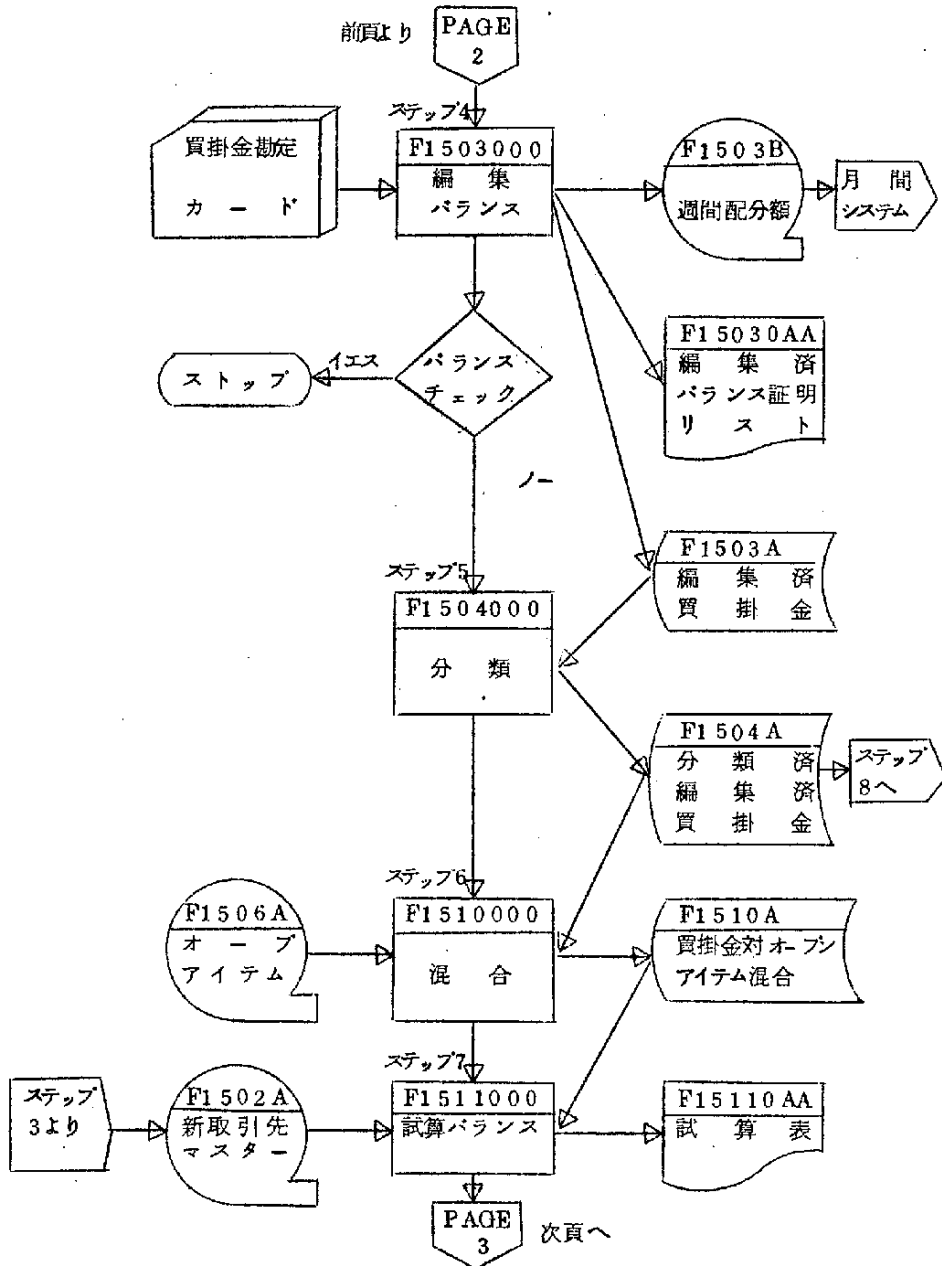 前頁より
PAGE
2
ステップ4
買掛金勘定
カード
F1503000
編集
バランス
F1503B
週間配分額
月間
システム
F15030AA
編集済
バランス証明
リスト
ストップ
イエス
バランス
チェック
ノー
F1503A
編集済
買掛金
ステップ5
F1504000
分類
F1504A
分類済
編集済
買掛金
ステップ
8へ
ステップ6
F1506A
オープ
アイテム
F1510000
混合
F1510A
買掛金対オープン
アイテム混合
ステップ7
ステップ
3より
F1502A
新取引先
マスター
F1511000
試算バランス
F15110AA
試算表
PAGE
3
次頁へ